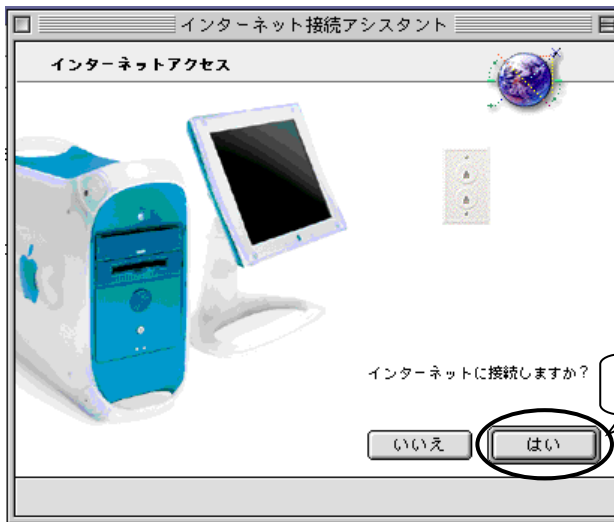 インターネット接続アシスタント
インターネットアクセス
インターネットに接続しますか？
いいえ
はい